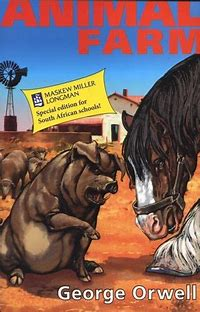 ANIMAL
FARM
MASKEW MILLER
LONGMAN
Special edition for
South African schools!
George Orwell